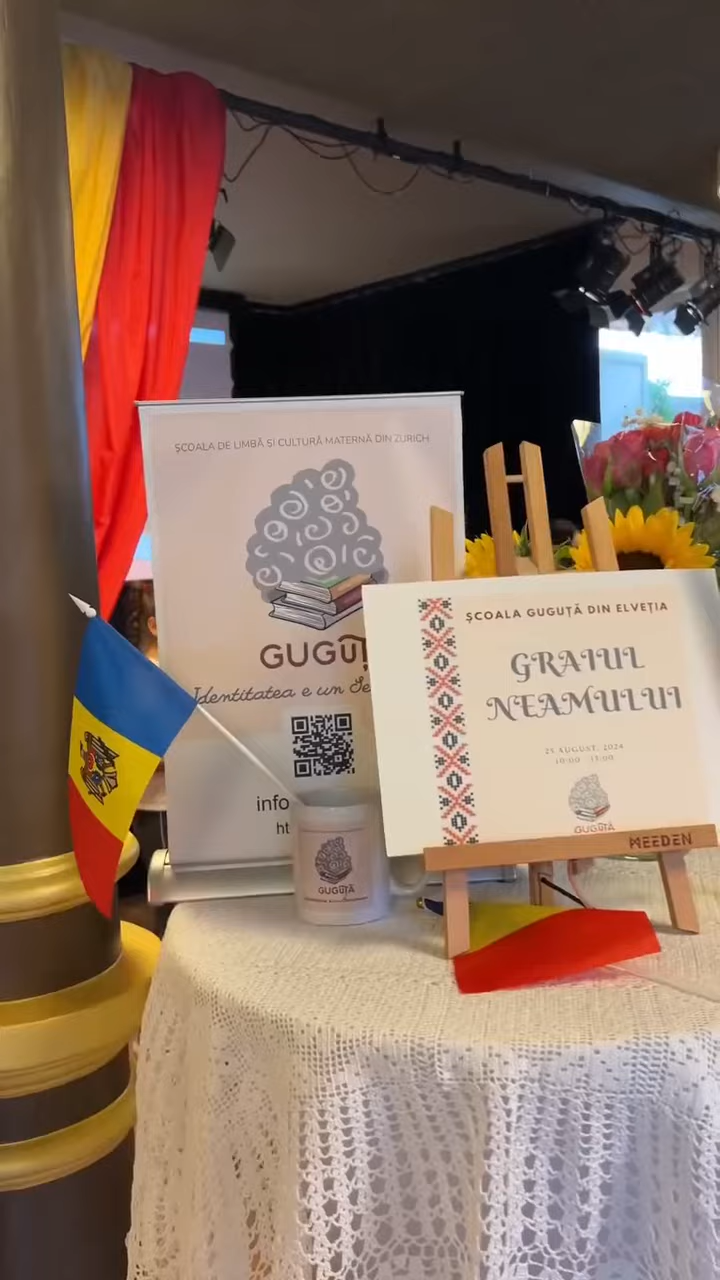 ȘCOALA DE LIMBĂ ȘI CULTURĂ MATERNĂ DIN ZURICH
GUGUȚ
Identitatea e un Se
info
ht
GUGUȚĂ
ȘCOALA GUGUȚĂ DIN ELVEȚIA
GRAIUL
NEAMULUI
25 AUGUST, 2024
10:00 - 13:00
GUGUȚĂ
MEEDEN